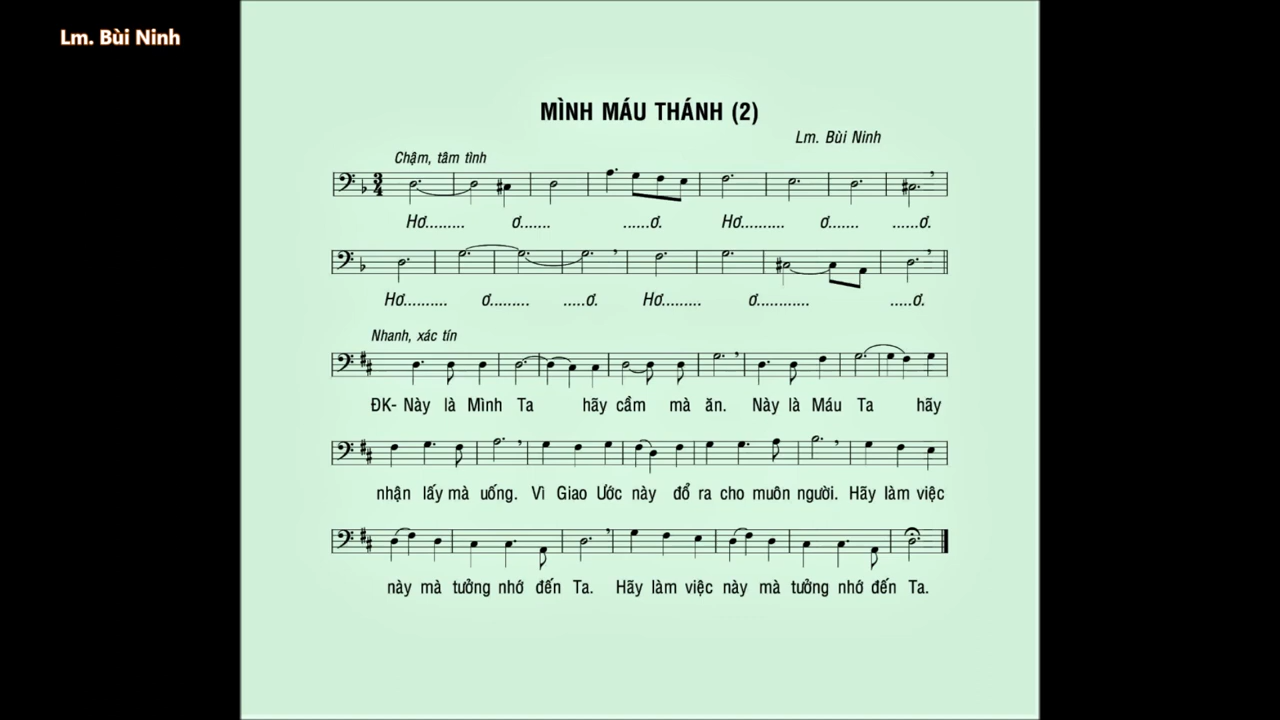 Lm. Bùi Ninh
MÌNH MÁU THÁNH (2)
Lm. Bùi Ninh
Chậm, tâm tình
3
4
Hơ......... ơ....... ......ơ. Hơ.......... ơ....... ......ơ.
Hơ.......... ơ......... .....ơ. Hơ......... ơ............ .....ơ.
Nhanh, xác tín
ĐK- Này là Mình Ta hãy cầm mà ăn. Này là Máu Ta hãy
nhận lấy mà uống. Vì Giao Ước này đổ ra cho muôn người. Hãy làm việc
này mà tưởng nhớ đến Ta. Hãy làm việc này mà tưởng nhớ đến Ta.